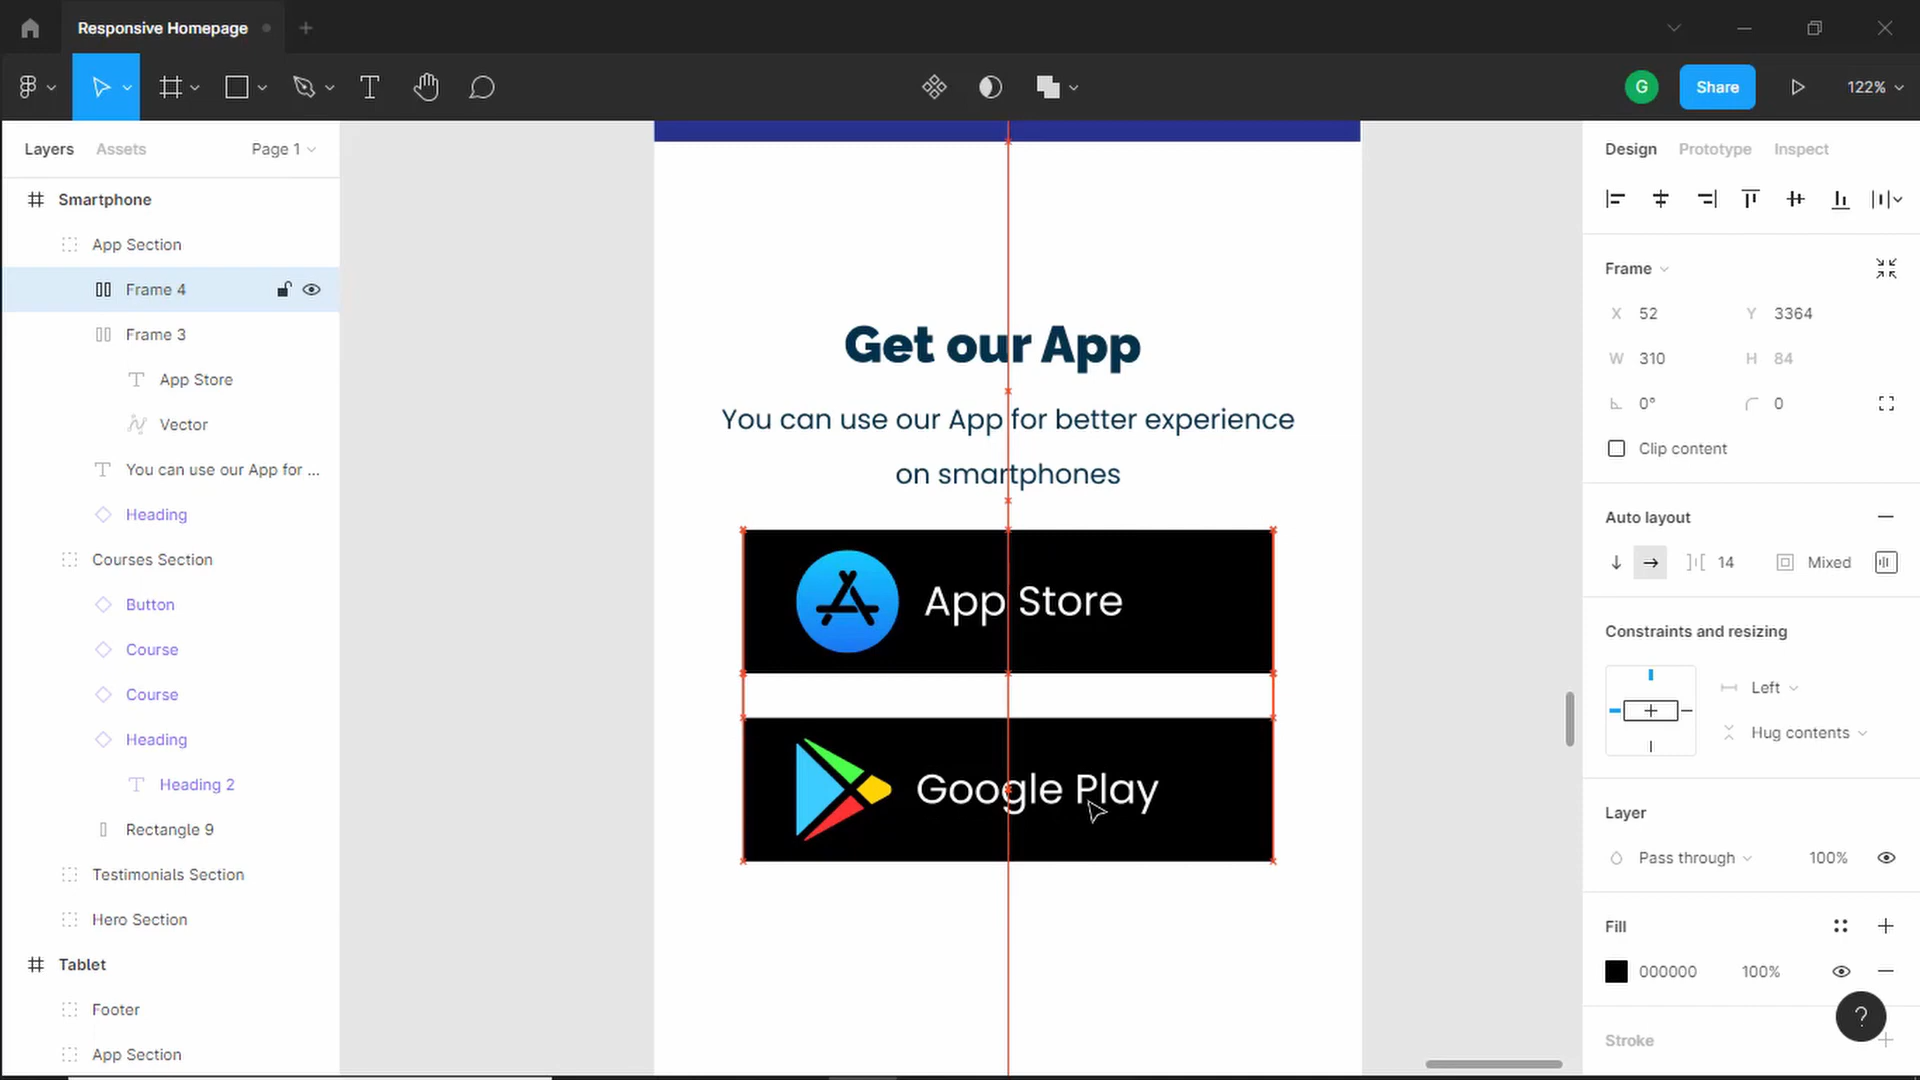 Responsive Homepage
G
Share
122%
Layers
Assets
Page 1
Smartphone
App Section
Frame 4
Frame 3
App Store
Vector
You can use our App for ...
Heading
Courses Section
Button
Course
Course
Heading
Heading 2
Rectangle 9
Testimonials Section
Hero Section
Tablet
Footer
App Section
Get our App
You can use our App for better experience
on smartphones
App Store
Google Play
Design
Prototype
Inspect
Frame
X 52
Y 3364
W 310
H 84
0°
0
Clip content
Auto layout
14
Mixed
Constraints and resizing
Left
Hug contents
Layer
Pass through
100%
Fill
000000
100%
?
Stroke